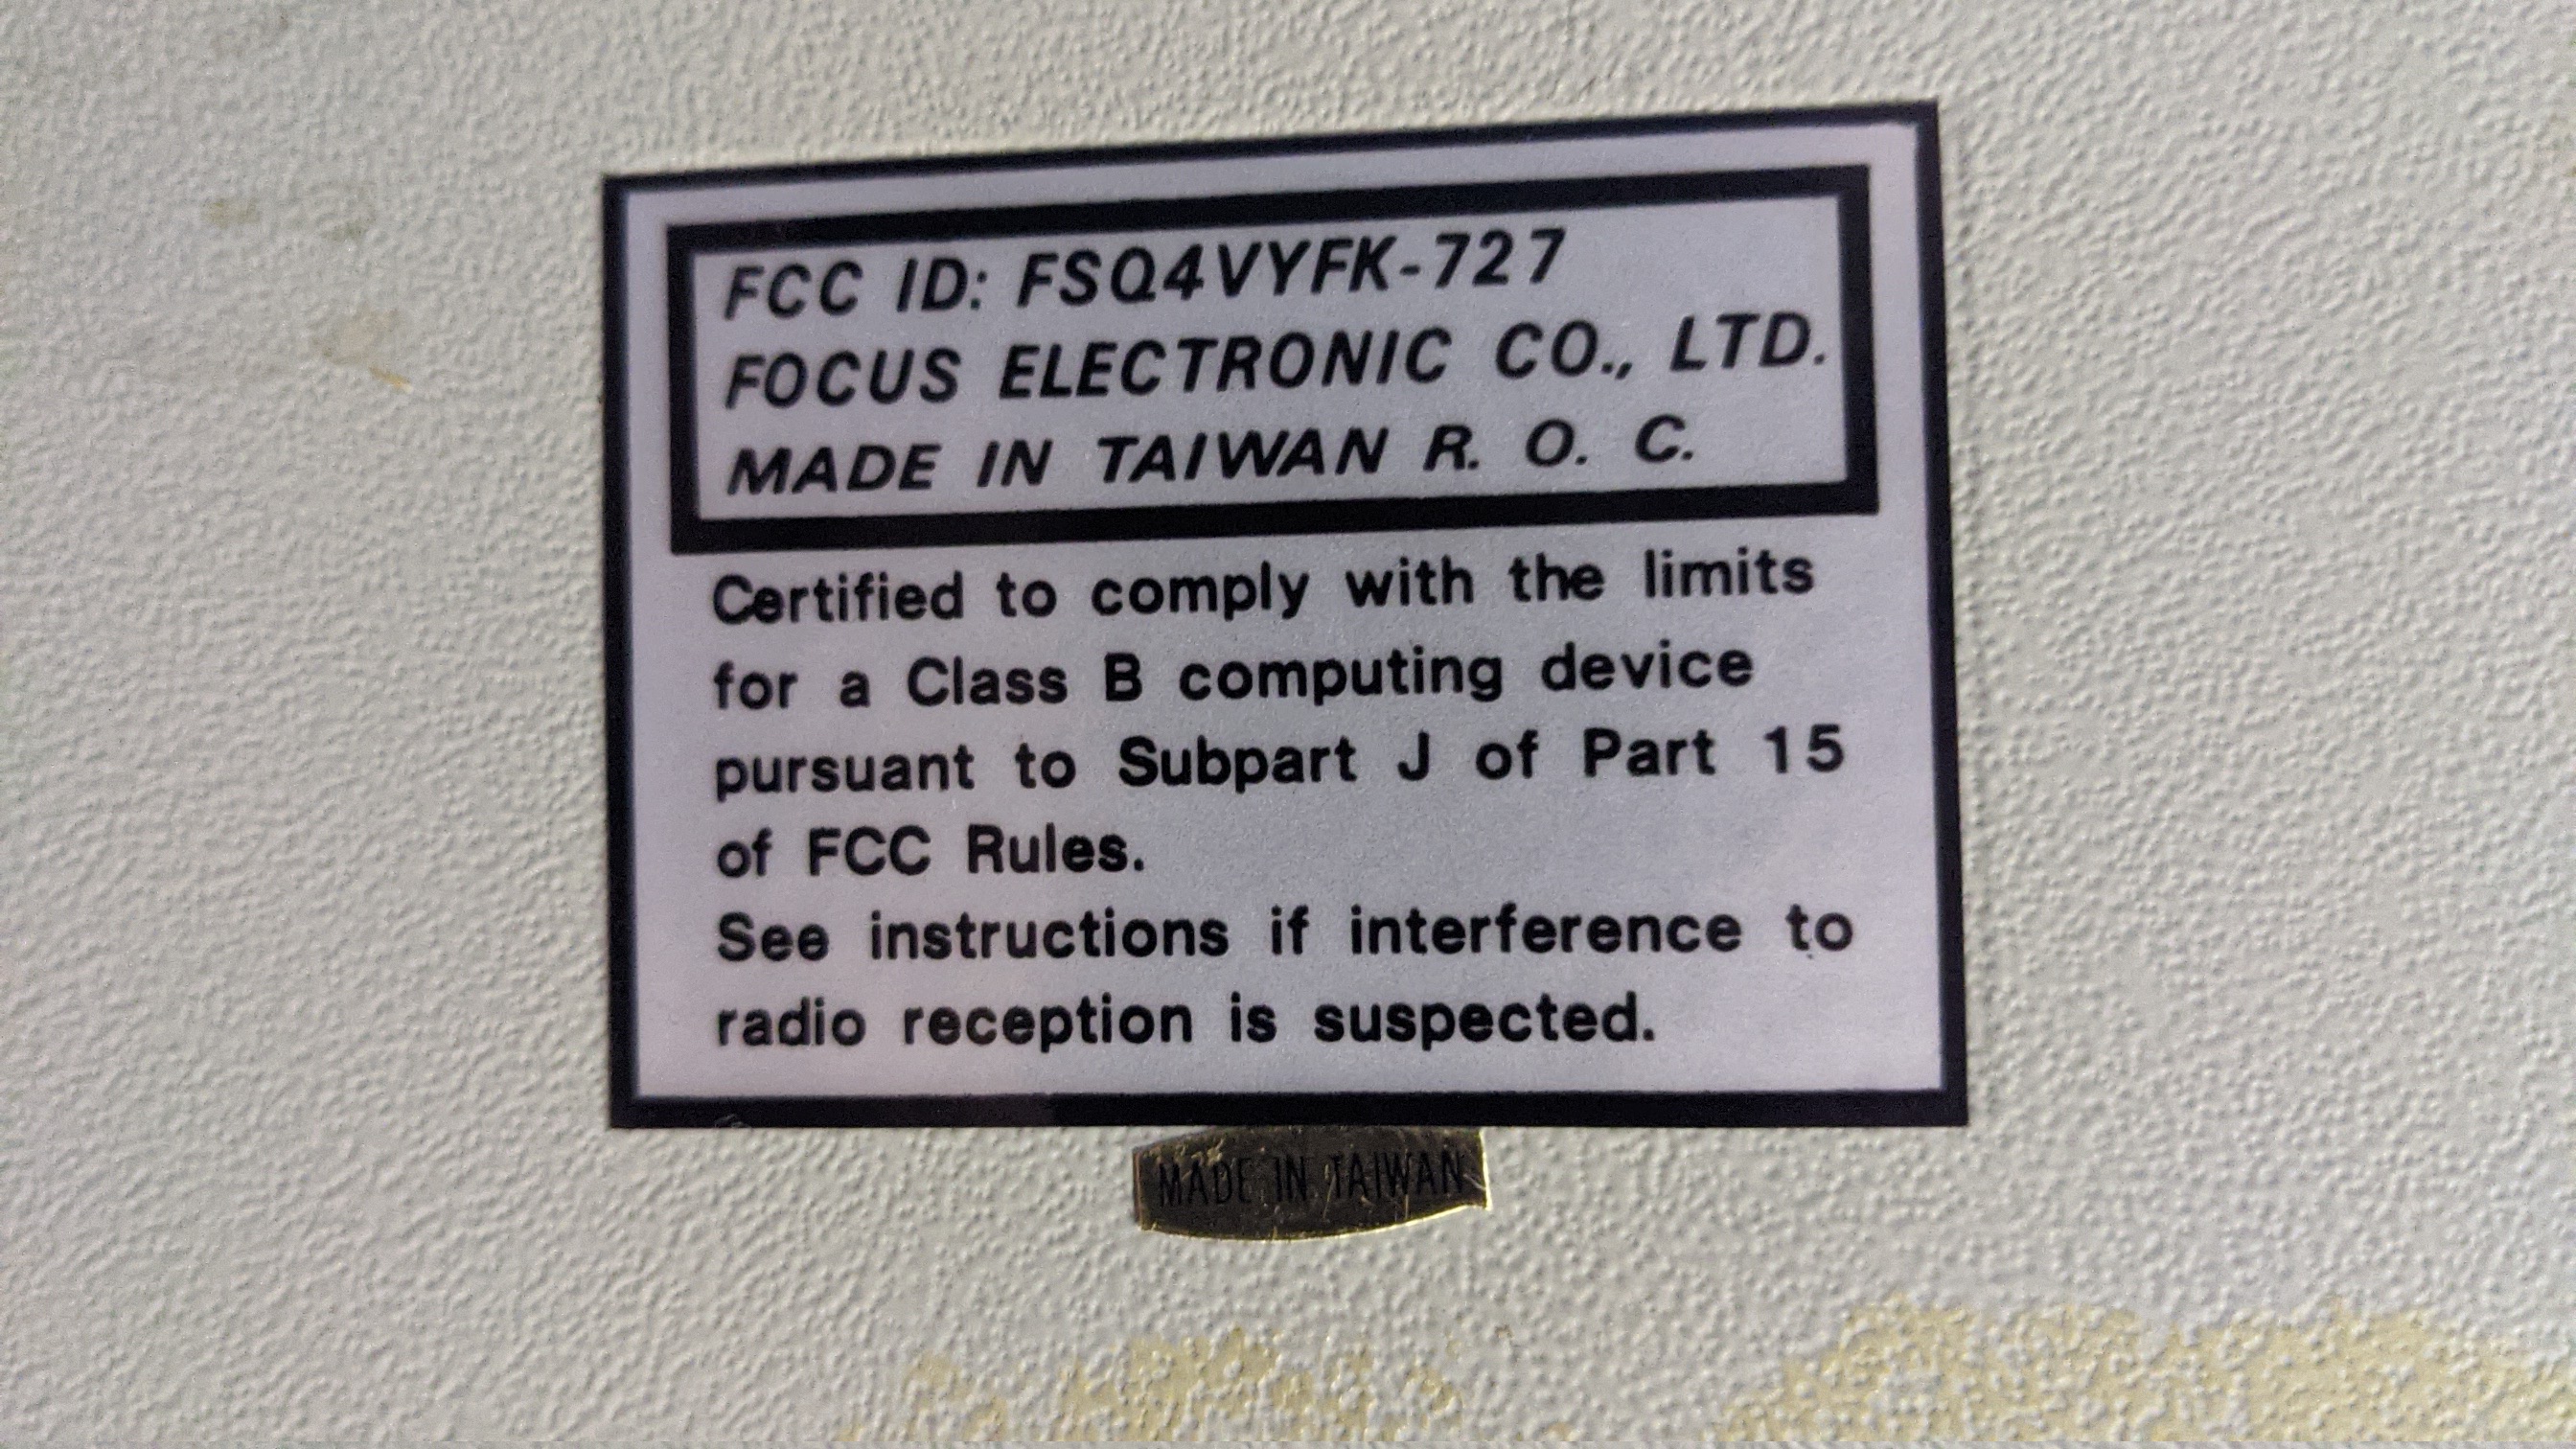 FCC ID: FSQ4VYFK-727
FOCUS ELECTRONIC CO., LTD.
MADE IN TAIWAN R. O. C.
Certified to comply with the limits
for a Class B computing device
pursuant to Subpart J of Part 15
of FCC Rules.
See instructions if interference to
radio reception is suspected.
MADE IN TAIWAN